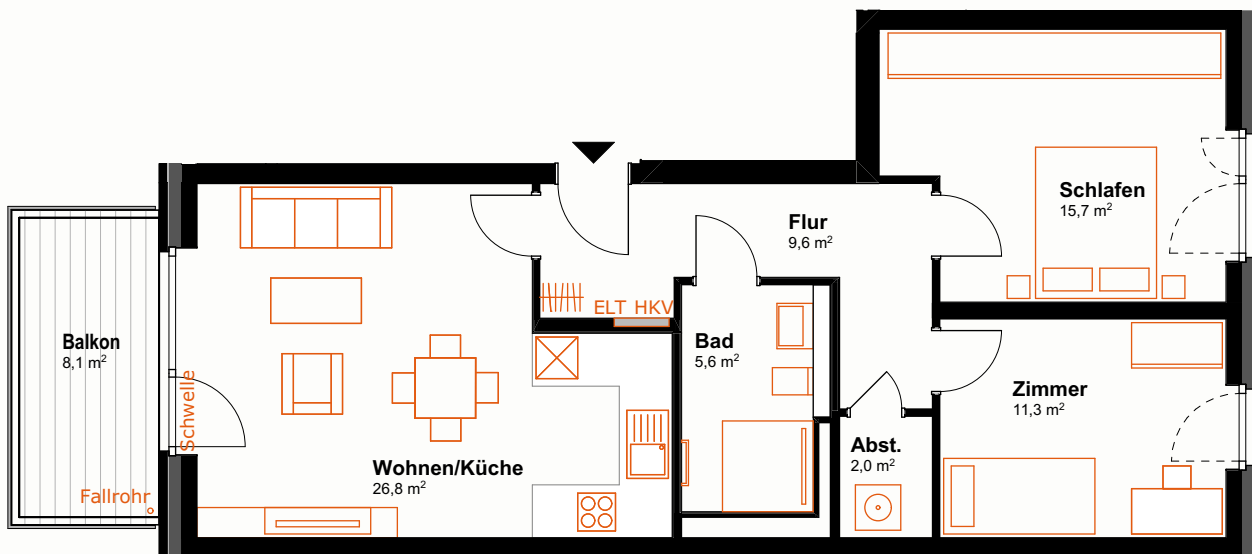 Schlafen
15,7 m²
Flur
9,6 m²
ELT HKV
Balkon
8,1 m²
Bad
5,6 m²
Schwelle
Zimmer
11,3 m²
Wohnen/Küche
26,8 m²
Abst.
2,0 m²
Fallrohr